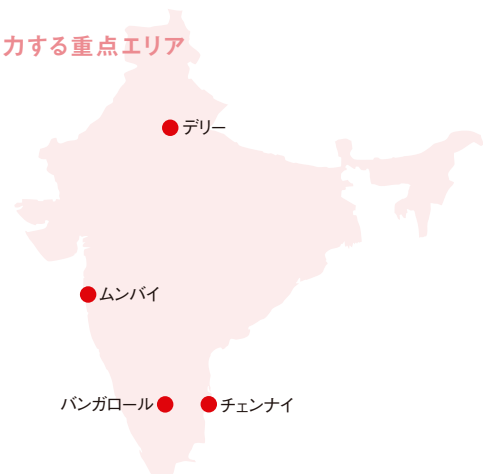 力する重点エリア
デリー
ムンバイ
バンガロール
チェンナイ